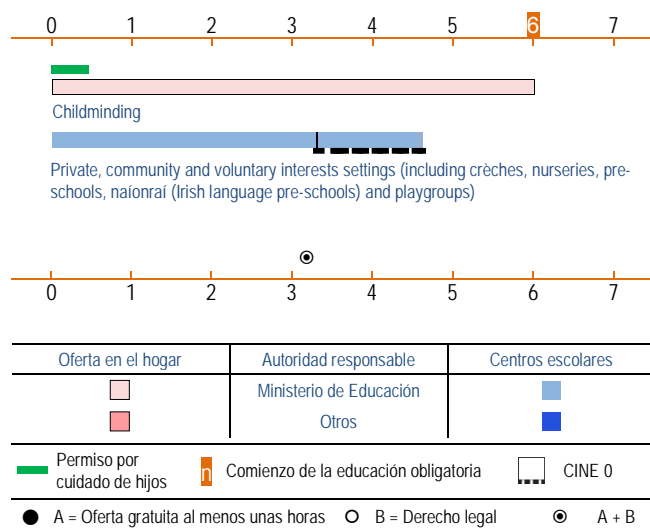 0 1 2 3 4 5 6 7
Childminding
Private, community and voluntary interests settings (including crèches, nurseries, pre-
schools, naíonraí (Irish language pre-schools) and playgroups)
0 1 2 3 4 5 6 7
Oferta en el hogar Autoridad responsable Centros escolares
Ministerio de Educación
Otros
Permiso por
cuidado de hijos
n Comienzo de la educación obligatoria
CINE 0
A = Oferta gratuita al menos unas horas B = Derecho legal A + B